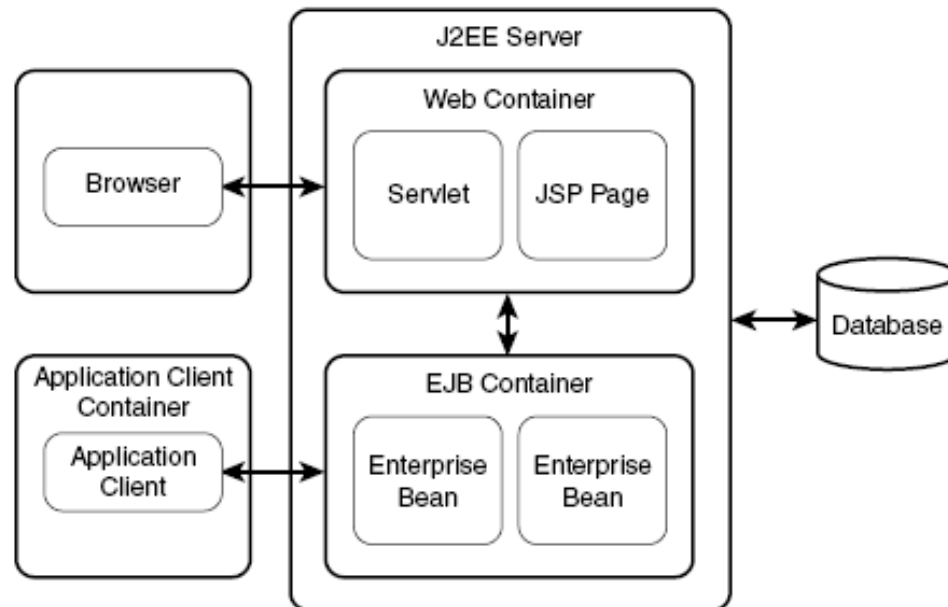 J2EE Server
Web Container
Browser
Servlet
JSP Page
Database
Application Client
Container
Application
Client
EJB Container
Enterprise
Bean
Enterprise
Bean